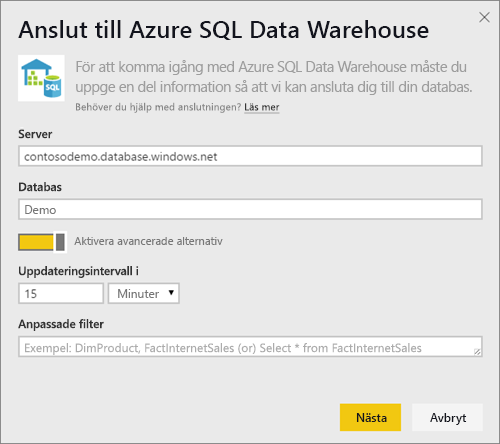 Anslut till Azure SQL Data Warehouse
För att komma igång med Azure SQL Data Warehouse måste du
uppge en del information så att vi kan ansluta dig till din databas.
Behöver du hjälp med anslutningen? Läs mer
SQL
Server
contosodemo.database.windows.net
Databas
Demo
Aktivera avancerade alternativ
Uppdateringsintervall i
15 Minuter
Anpassade filter
Exempel: DimProduct, FactInternetSales (or) Select * from FactInternetSales
Nästa Avbryt